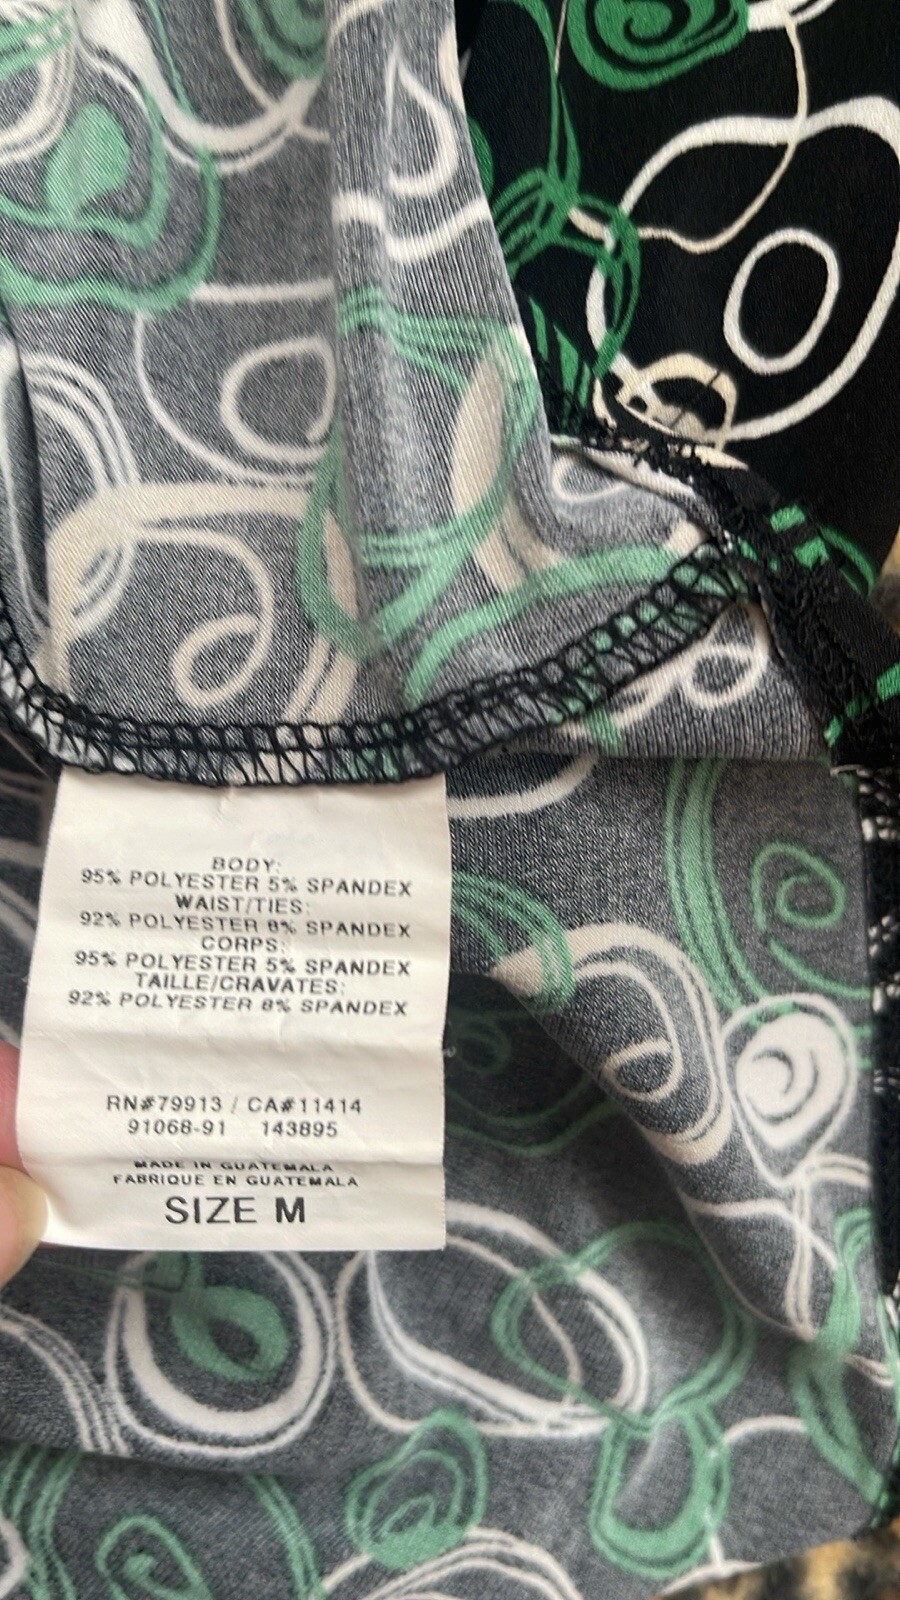 BODY:
95% POLYESTER 5% SPANDEX
WAIST/TIES:
92% POLYESTER 8% SPANDEX
CORPS:
95% POLYESTER 5% SPANDEX
TAILLE/CRAVATES:
92% POLYESTER 8% SPANDEX
RN#79913 / CA#11414
91068-91 143895
MADE IN GUATEMALA
FABRIQUE EN GUATEMALA
SIZE M